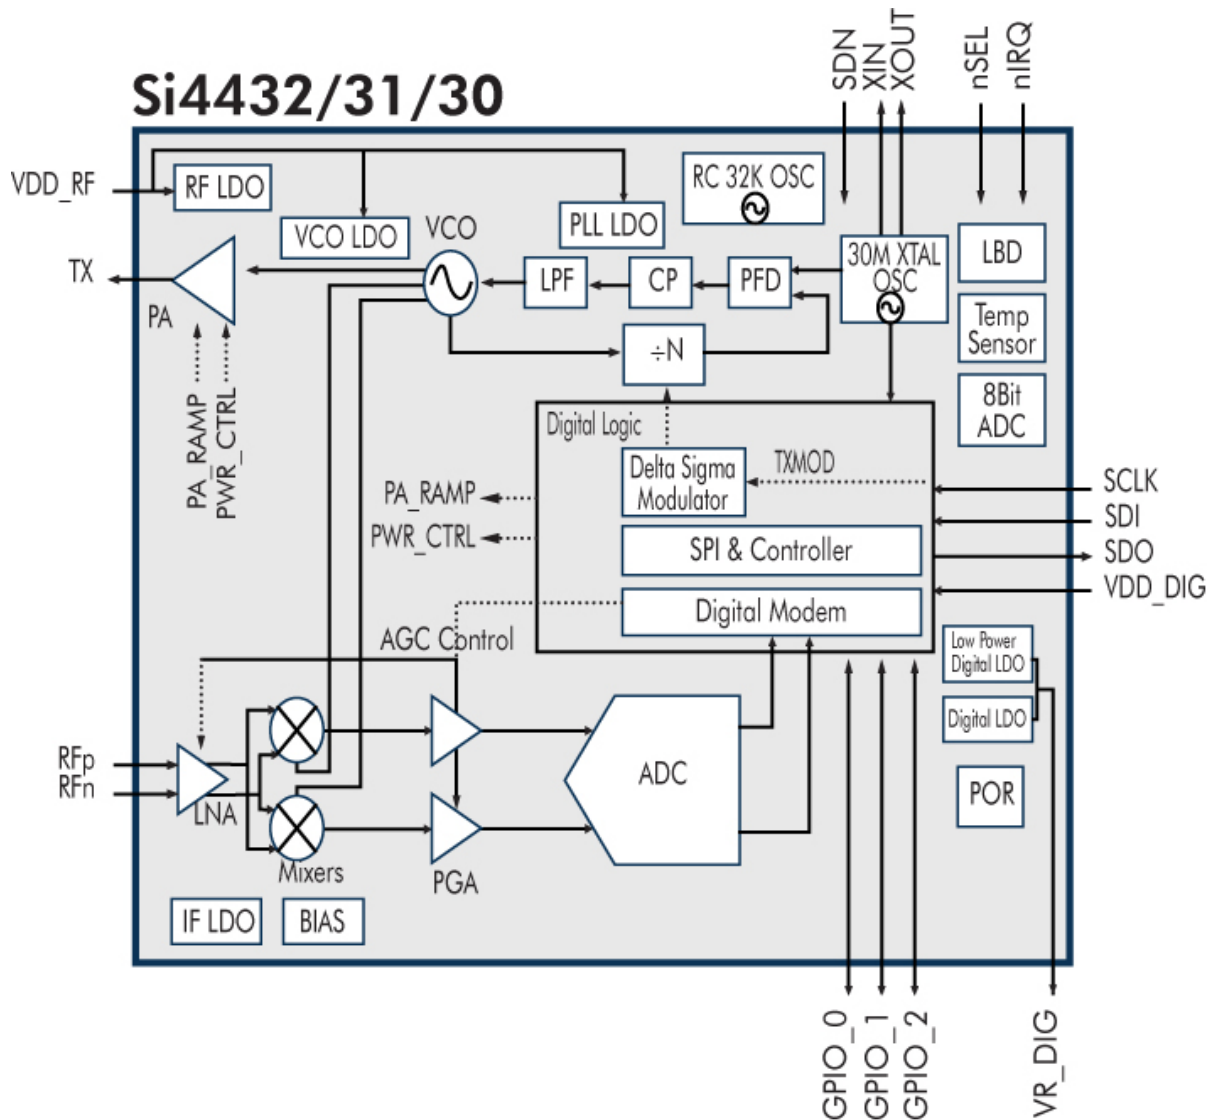 Si4432/31/30
SDN
XIN
XOUT
nSEL
nIRQ
VDD_RF
RF LDO
VCO LDO
VCO
PLL LDO
RC 32K OSC
TX
PA
LPF
CP
PFD
30M XTAL
OSC
LBD
Temp
Sensor
8Bit
ADC
÷N
PA_RAMP
PWR_CTRL
Digital Logic
Delta Sigma
Modulator
TXMOD
PA_RAMP
PWR_CTRL
SPI & Controller
Digital Modem
SCLK
SDI
SDO
VDD_DIG
AGC Control
Low Power
Digital LDO
Digital LDO
RFp
RFn
LNA
Mixers
PGA
ADC
POR
IF LDO
BIAS
GPIO_0
GPIO_1
GPIO_2
VR_DIG